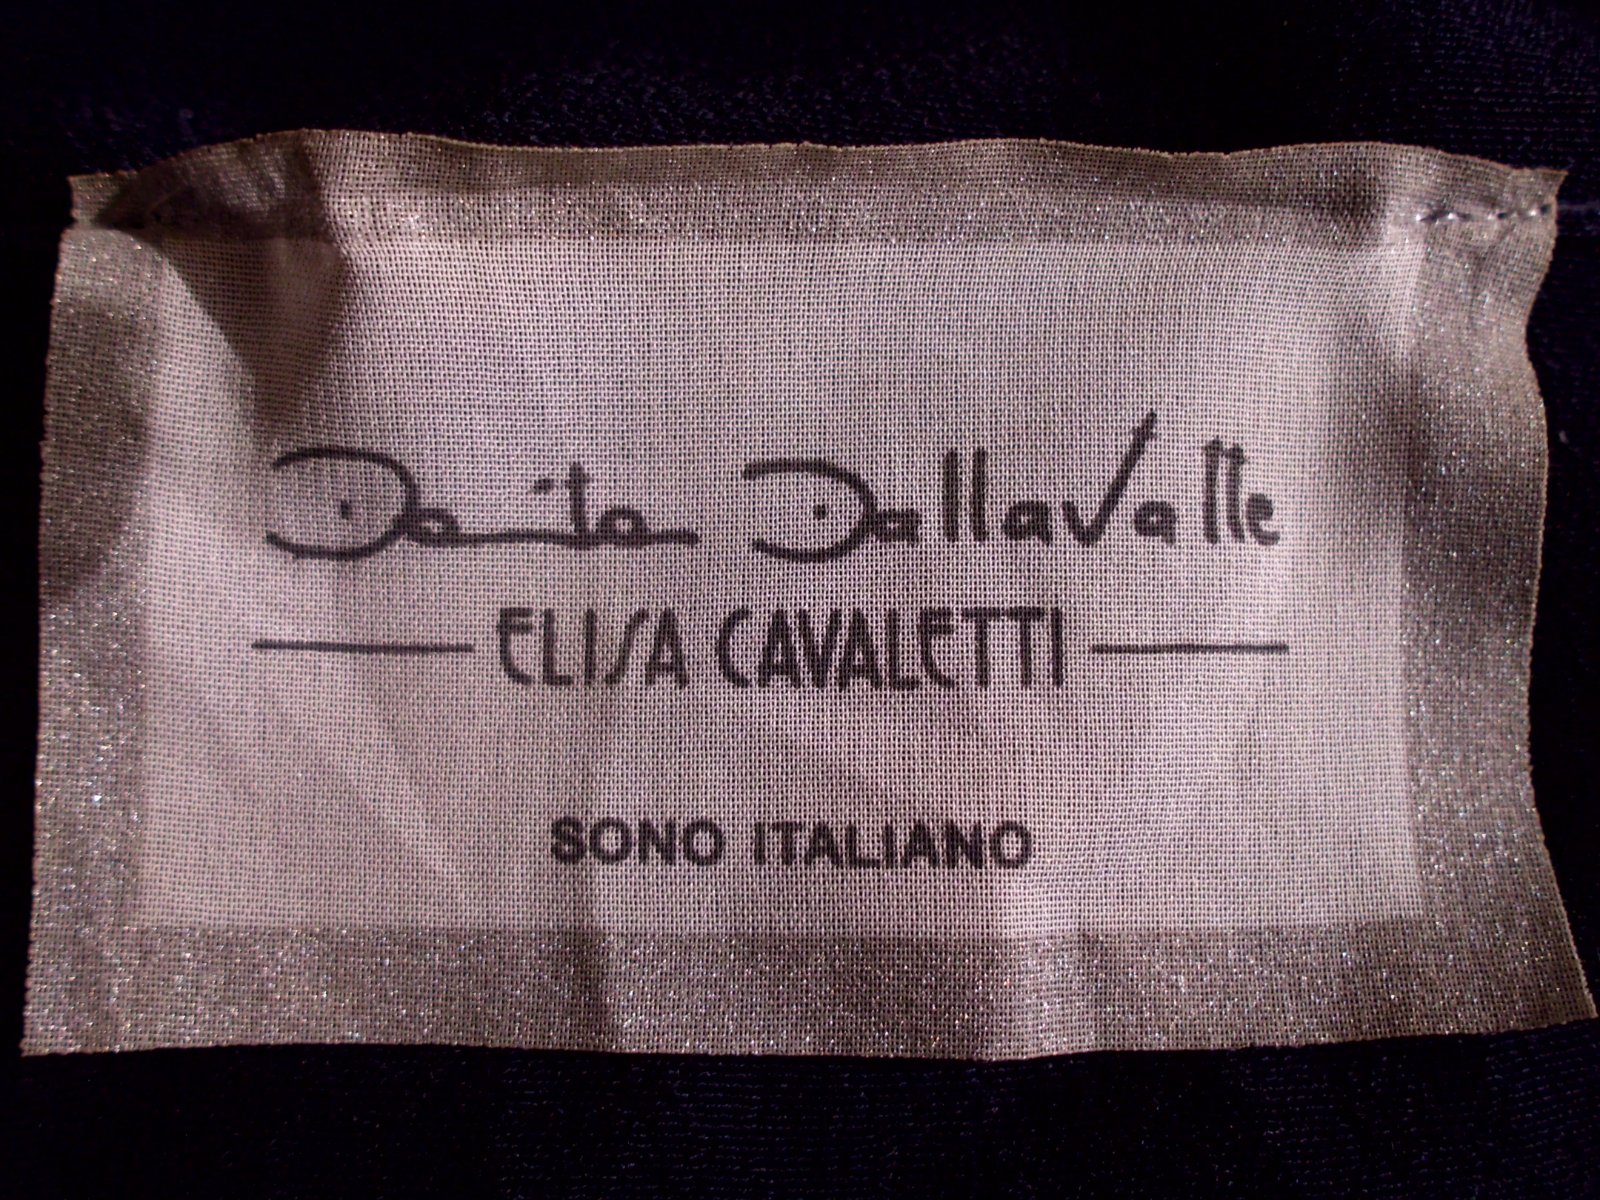 Daniela Dallavalle
ELISA CAVALETTI
SONO ITALIANO